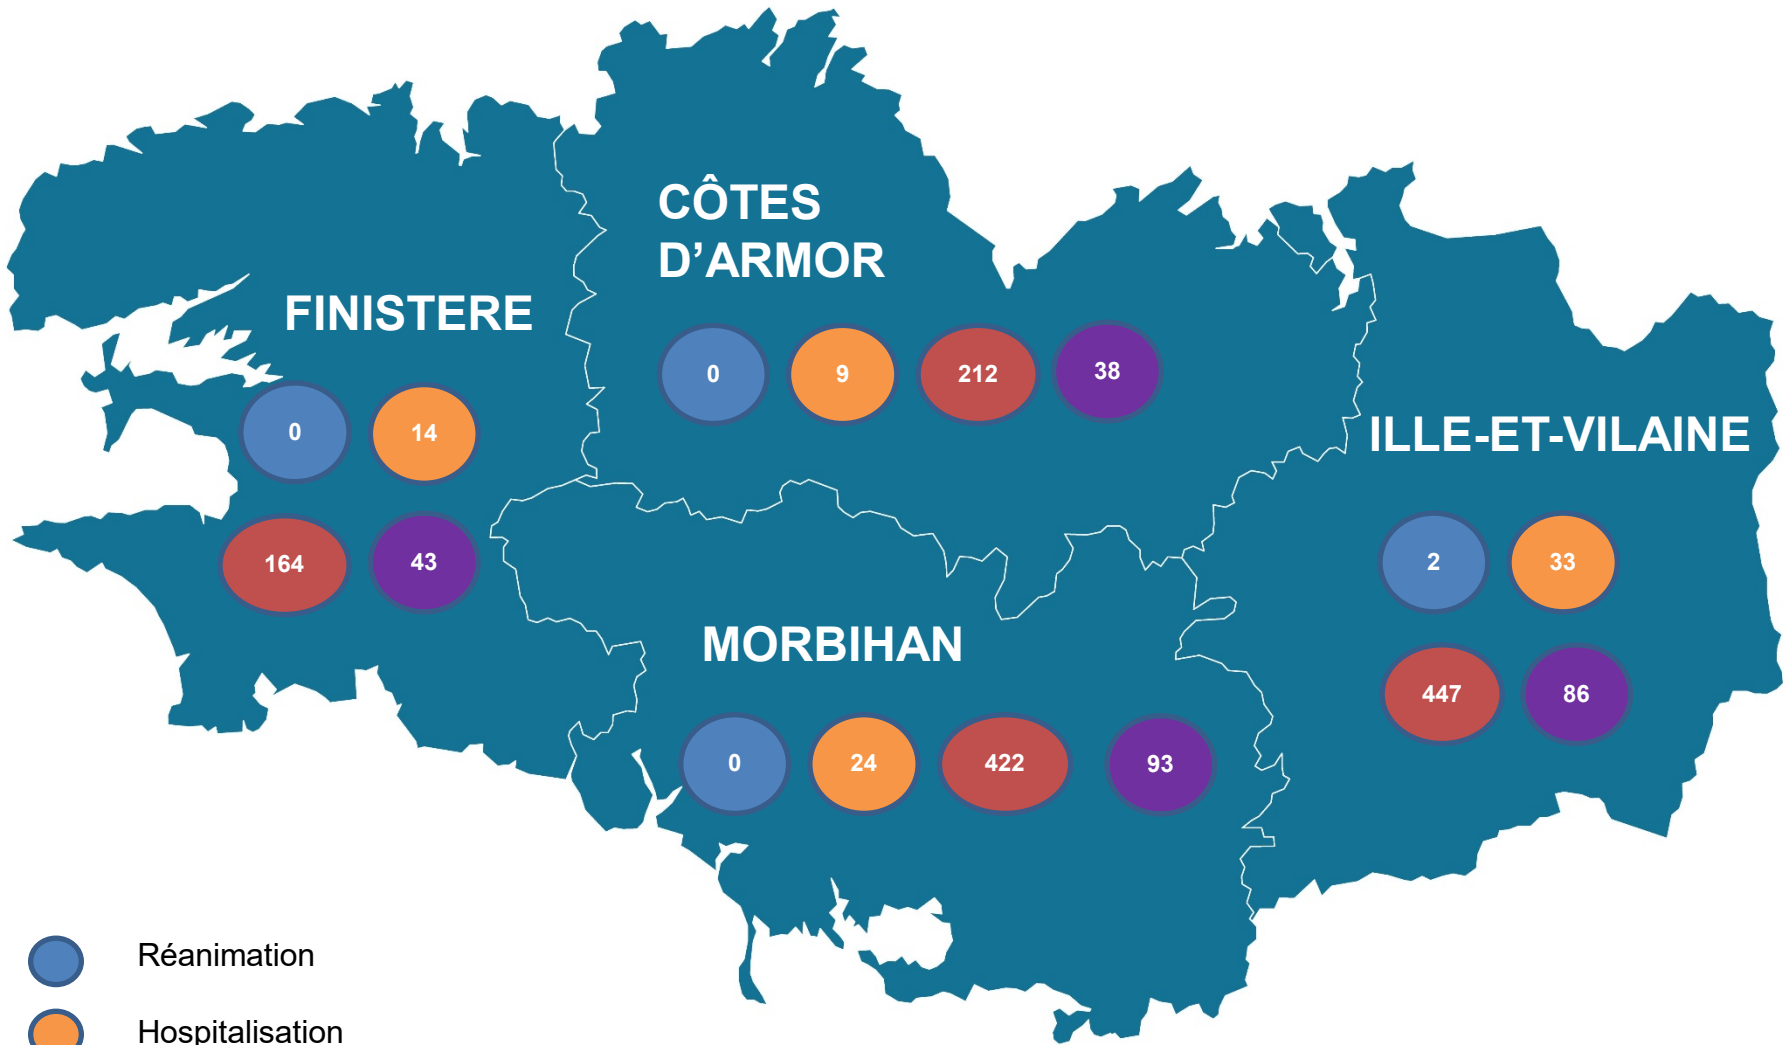 CÔTES
D’ARMOR
0 9 212 38
FINISTERE
0 14
164 43
ILLE-ET-VILAINE
2 33
447 86
MORBIHAN
0 24 422 93
Réanimation
Hospitalisation